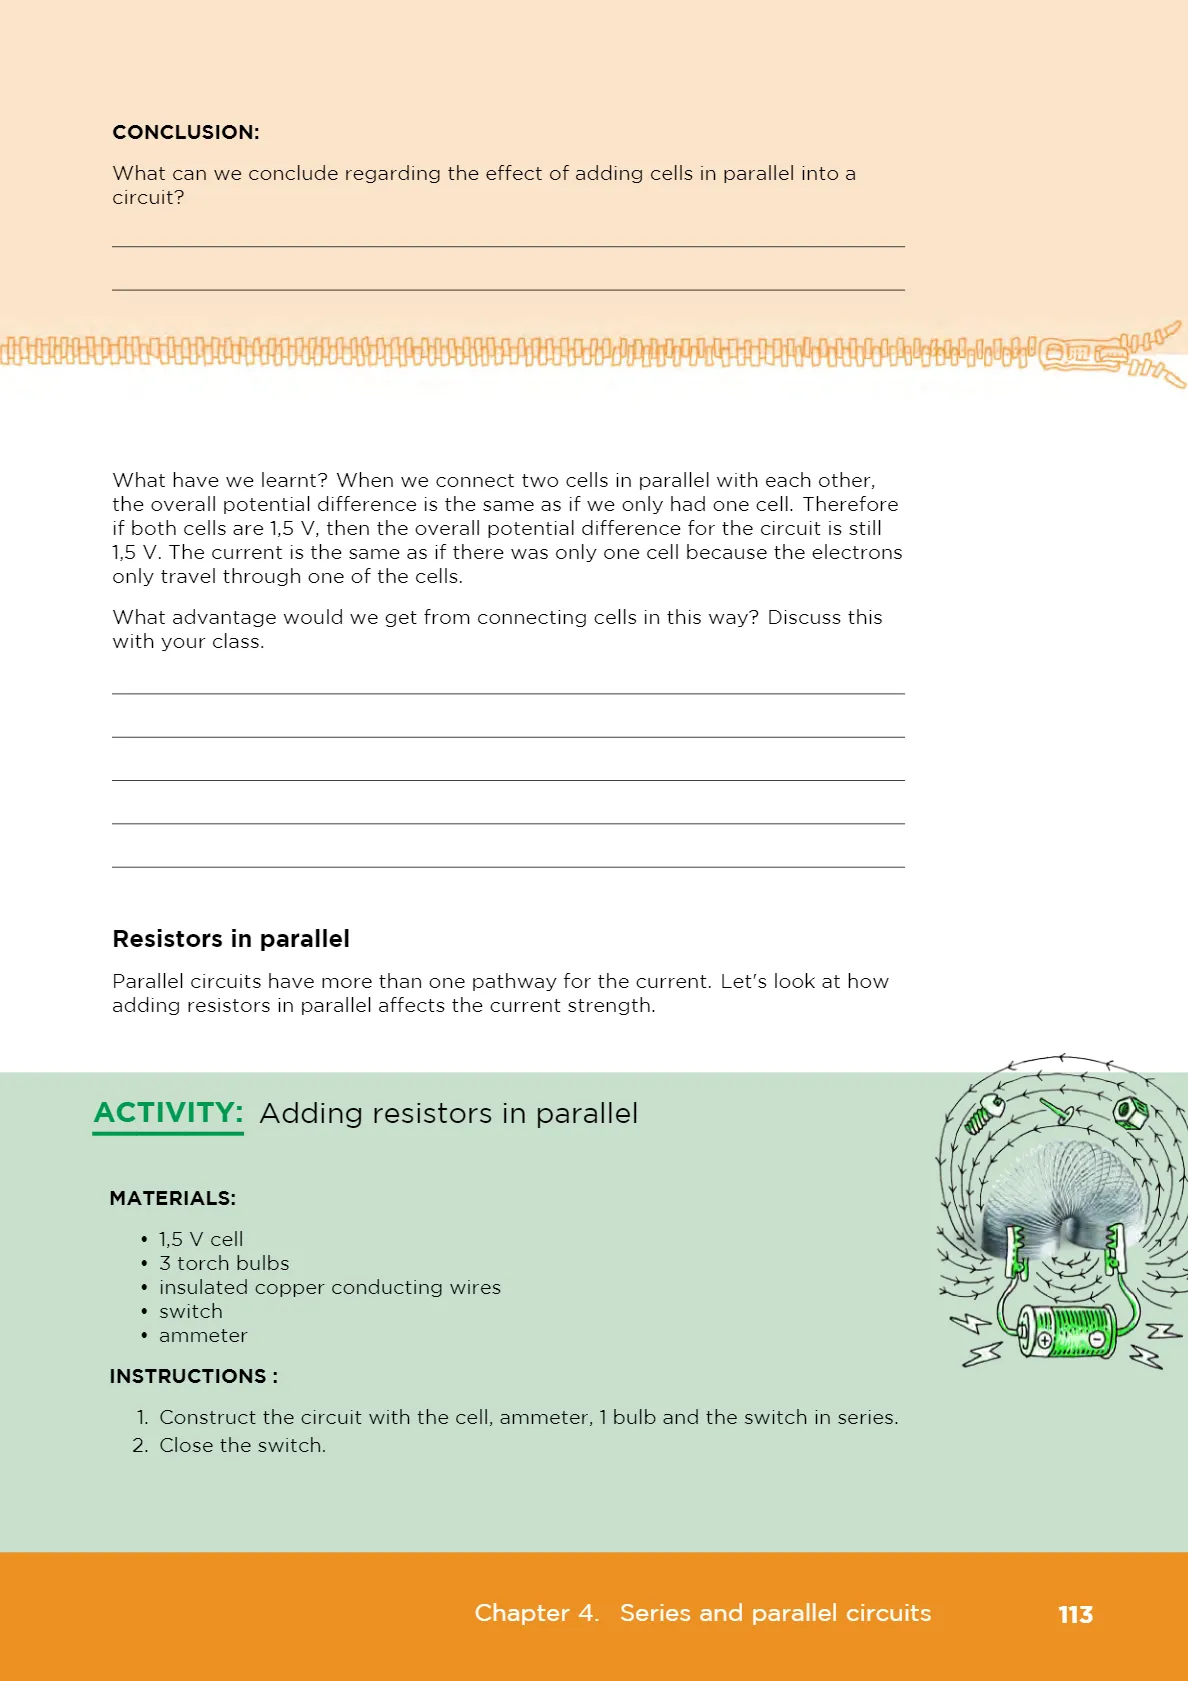 CONCLUSION:
What can we conclude regarding the effect of adding cells in parallel into a
circuit?
What have we learnt? When we connect two cells in parallel with each other,
the overall potential difference is the same as if we only had one cell. Therefore
if both cells are 1,5 V, then the overall potential difference for the circuit is still
1,5 V. The current is the same as if there was only one cell because the electrons
only travel through one of the cells.
What advantage would we get from connecting cells in this way? Discuss this
with your class.
Resistors in parallel
Parallel circuits have more than one pathway for the current. Let's look at how
adding resistors in parallel affects the current strength.
ACTIVITY: Adding resistors in parallel
MATERIALS:
• 1,5 V cell
• 3 torch bulbs
• insulated copper conducting wires
• switch
• ammeter
INSTRUCTIONS :
1. Construct the circuit with the cell, ammeter, 1 bulb and the switch in series.
2. Close the switch.
Chapter 4. Series and parallel circuits 113